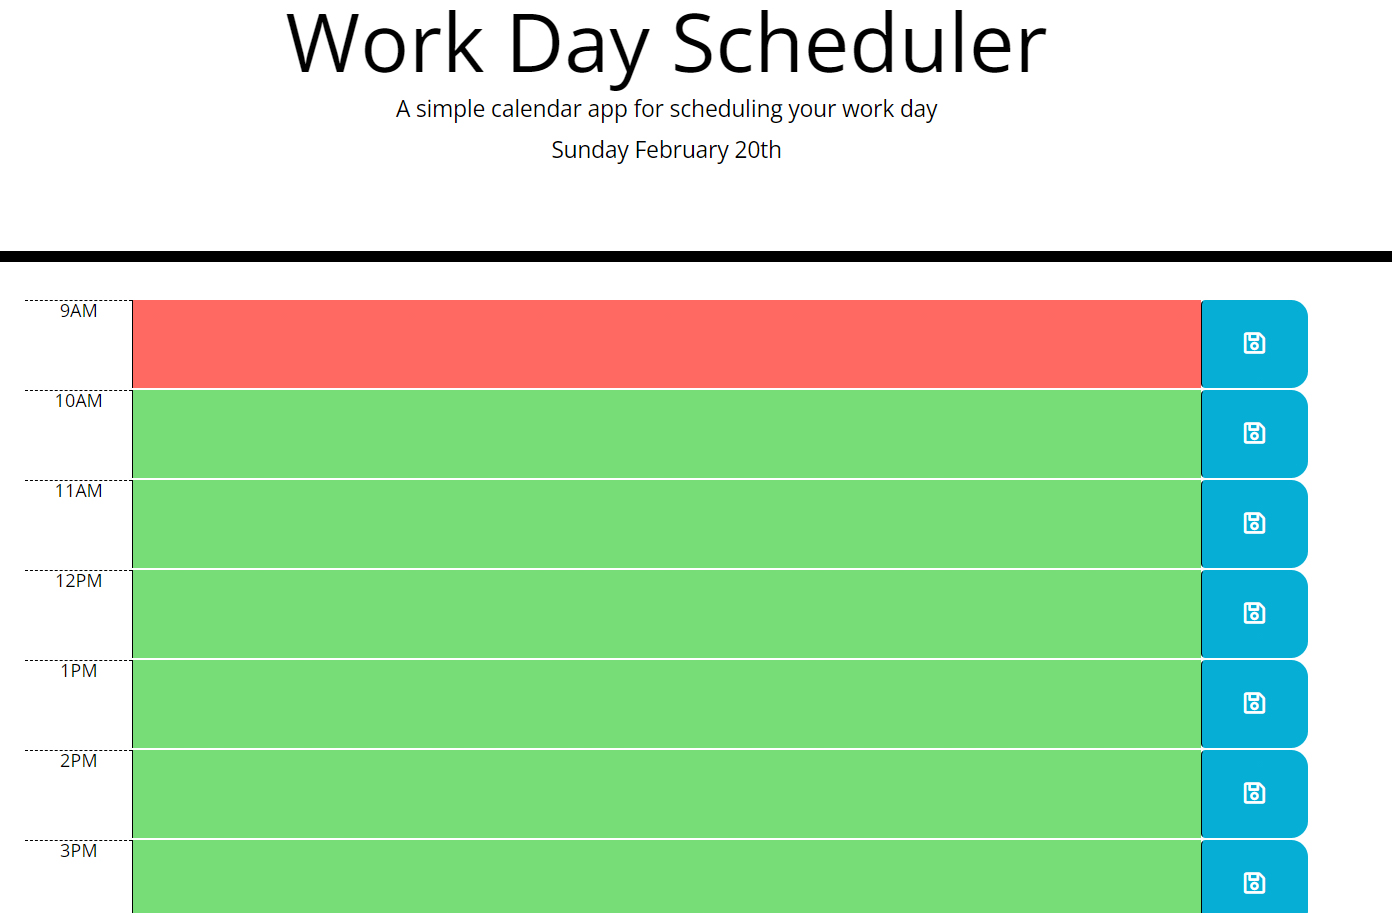 Work Day Scheduler
A simple calendar app for scheduling your work day
Sunday February 20th
9AM
10AM
11AM
12PM
1PM
2PM
3PM